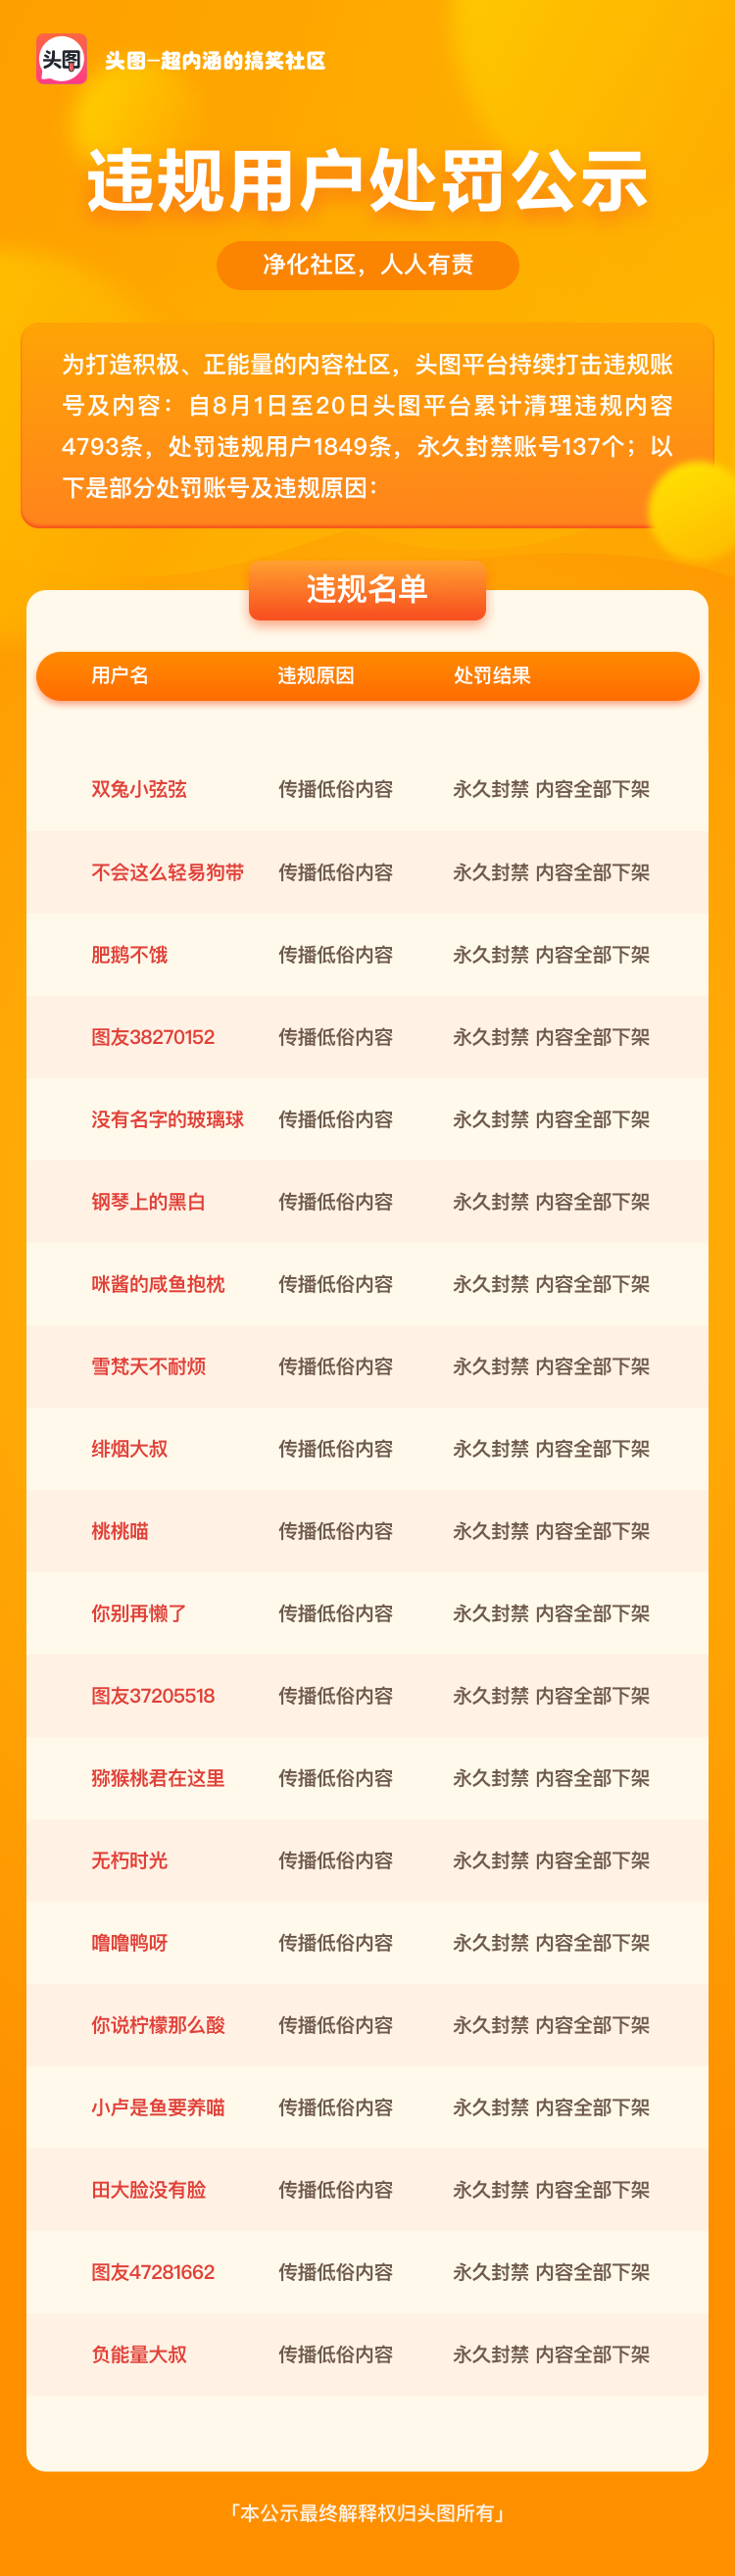 头图
头图-超内涵的搞笑社区
违规用户处罚公示
净化社区，人人有责
为打造积极、正能量的内容社区，头图平台持续打击违规账
号及内容：自8月1日至20日头图平台累计清理违规内容
4793条，处罚违规用户1849条，永久封禁账号137个；以
下是部分处罚账号及违规原因：
违规名单
用户名 违规原因 处罚结果
双兔小弦弦 传播低俗内容 永久封禁 内容全部下架
不会这么轻易狗带 传播低俗内容 永久封禁 内容全部下架
肥鹅不饿 传播低俗内容 永久封禁 内容全部下架
图友38270152 传播低俗内容 永久封禁 内容全部下架
没有名字的玻璃球 传播低俗内容 永久封禁 内容全部下架
钢琴上的黑白 传播低俗内容 永久封禁 内容全部下架
咪酱的咸鱼抱枕 传播低俗内容 永久封禁 内容全部下架
雪梵天不耐烦 传播低俗内容 永久封禁 内容全部下架
绯烟大叔 传播低俗内容 永久封禁 内容全部下架
桃桃喵 传播低俗内容 永久封禁 内容全部下架
你别再懒了 传播低俗内容 永久封禁 内容全部下架
图友37205518 传播低俗内容 永久封禁 内容全部下架
猕猴桃君在这里 传播低俗内容 永久封禁 内容全部下架
无朽时光 传播低俗内容 永久封禁 内容全部下架
噜噜鸭呀 传播低俗内容 永久封禁 内容全部下架
你说柠檬那么酸 传播低俗内容 永久封禁 内容全部下架
小卢是鱼要养喵 传播低俗内容 永久封禁 内容全部下架
田大脸没有脸 传播低俗内容 永久封禁 内容全部下架
图友47281662 传播低俗内容 永久封禁 内容全部下架
负能量大叔 传播低俗内容 永久封禁 内容全部下架
「本公示最终解释权归头图所有」